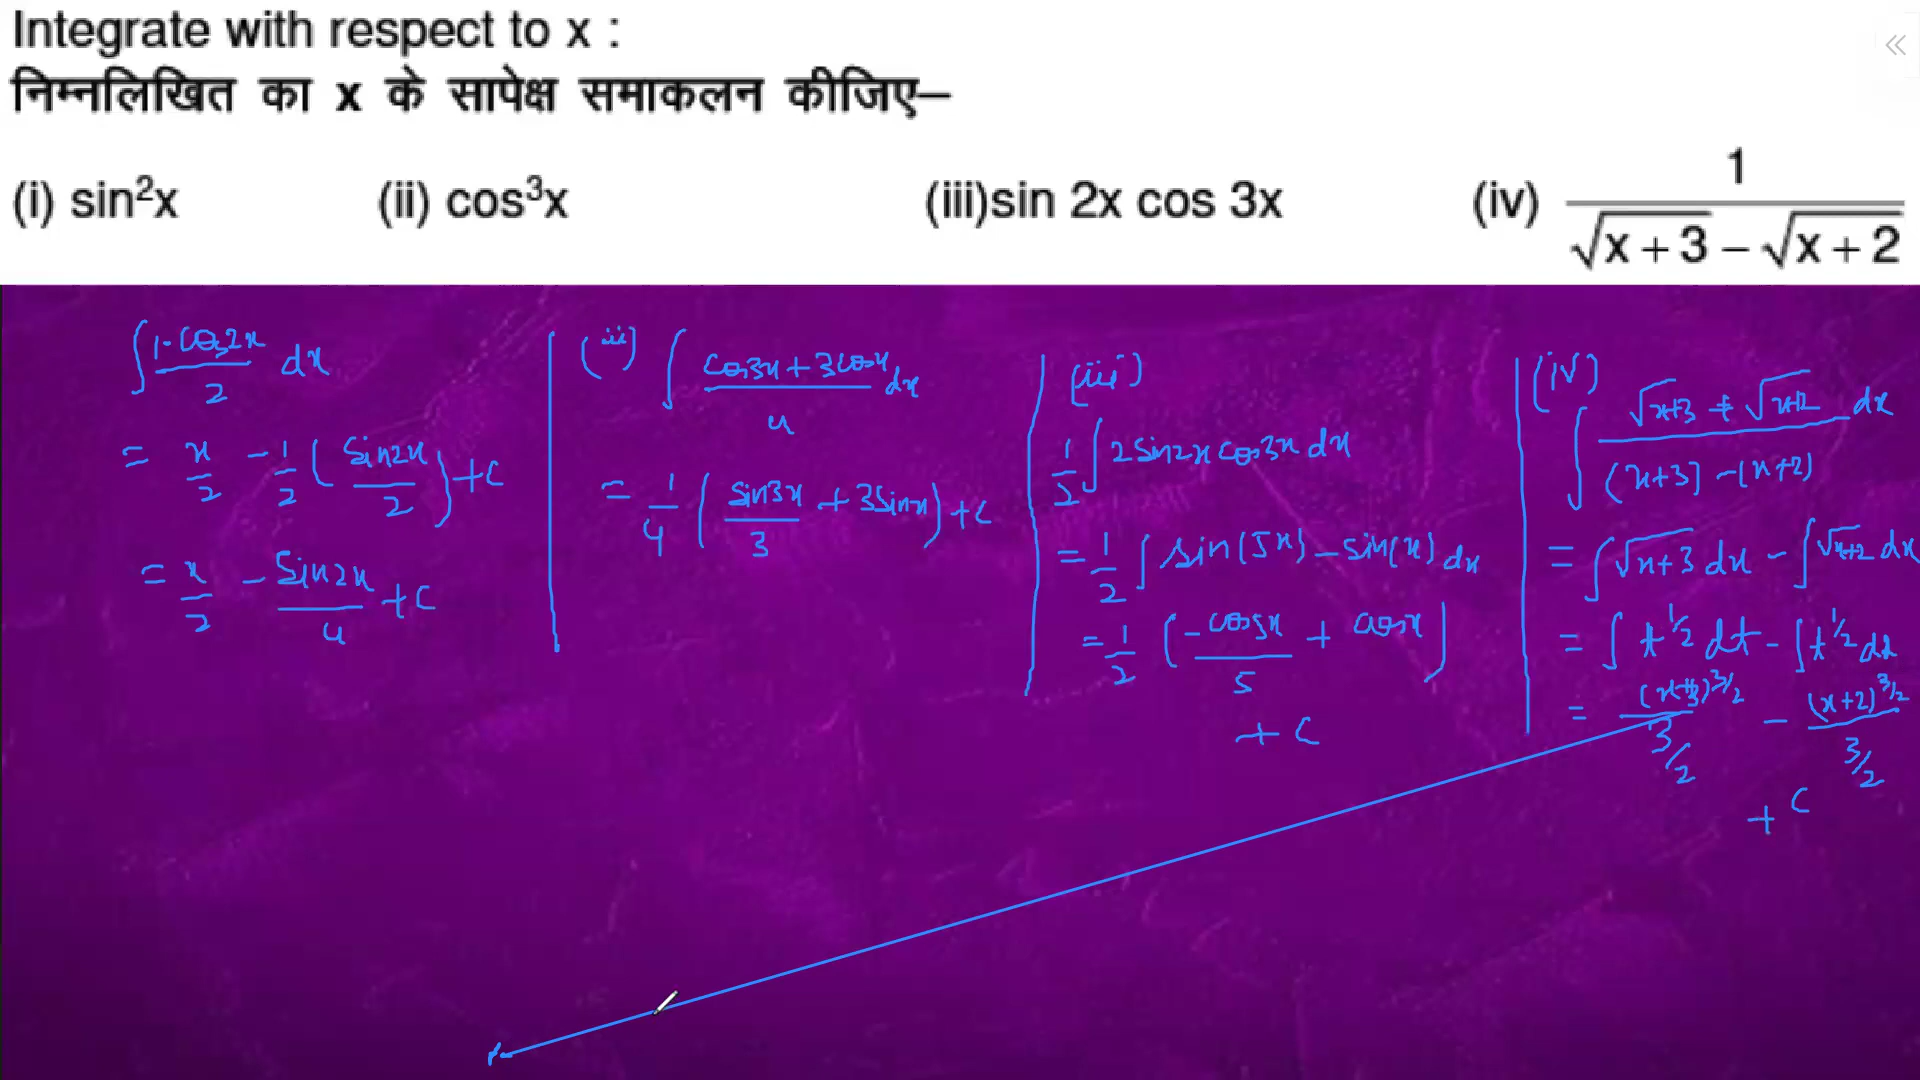 Integrate with respect to x :
निम्नलिखित का x के सापेक्ष समाकलन कीजिए–
(i) sin²x (ii) cos³x (iii)sin 2x cos 3x (iv) 1/(√(x+3) – √(x+2))
∫ (1-cos2x)/2 dx
= x/2 - 1/2 (sin2x/2) + c
= x/2 - sin2x/4 + c
(iii) ∫ (cos3x + 3cosx)/4 dx
= 1/4 (sin3x/3 + 3sinx) + c
(iii)
1/2 ∫ 2sin2x cos3x dx
= 1/2 ∫ sin(5x) - sin(x) dx
= 1/2 (-cos5x/5 + cosx)
+ c
(iv)
∫ (√(x+3) + √(x+2))/((x+3) - (x+2)) dx
= ∫ √(x+3) dx - ∫ √(x+2) dx
= ∫ t^1/2 dt - ∫ t^1/2 dt
= (x+3)^3/2 / 3/2 - (x+2)^3/2 / 3/2
+ c